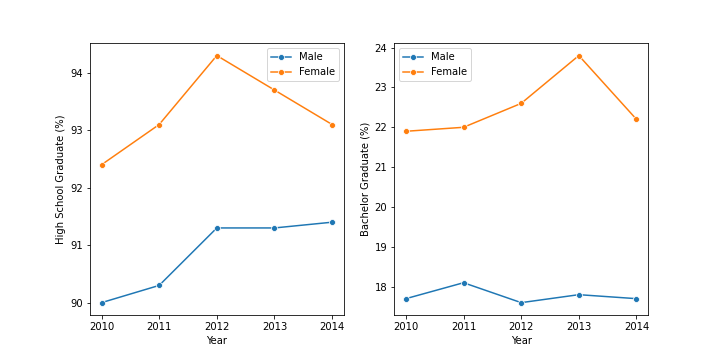 Male
Female
High School Graduate (%)
94
93
92
91
90
2010 2011 2012 2013 2014
Year
Male
Female
Bachelor Graduate (%)
24
23
22
21
20
19
18
2010 2011 2012 2013 2014
Year